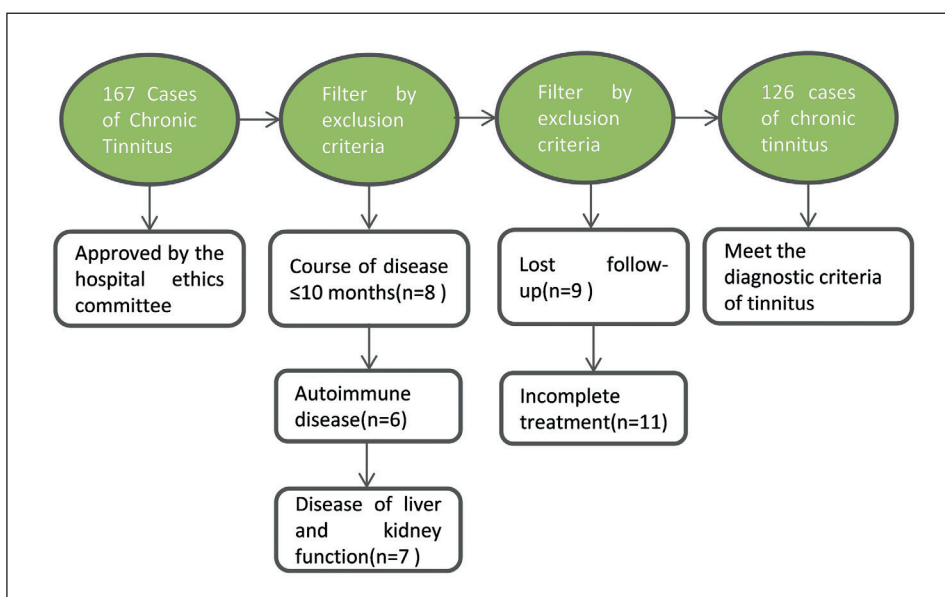 167 Cases
of Chronic
Tinnitus
Filter by
exclusion
criteria
Filter by
exclusion
criteria
126 cases
of chronic
tinnitus
Approved by the
hospital ethics
committee
Course of disease
≤10 months(n=8 )
Autoimmune
disease(n=6)
Disease of liver
and kidney
function(n=7 )
Lost follow-
up(n=9 )
Incomplete
treatment(n=11)
Meet the
diagnostic criteria
of tinnitus